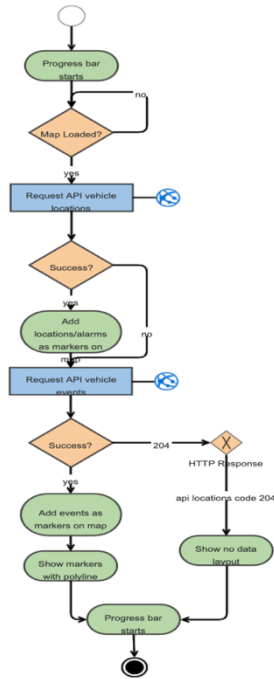 Progress bar
starts
no
Map Loaded?
yes
Request API vehicle
locations
Success?
yes
no
Add
locations/alarms
as markers on
map
Request API vehicle
events
Success?
204
X
HTTP Response
yes
api locations code 204
Add events as
markers on map
Show no data
layout
Show markers
with polyline
Progress bar
starts